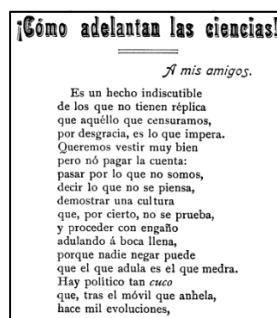 ¡Cómo adelantan las ciencias!
A mis amigos.
Es un hecho indiscutible
de los que no tienen réplica
que aquéllo que censuramos,
por desgracia, es lo que impera.
Queremos vestir muy bien
pero nó pagar la cuenta:
pasar por lo que no somos,
decir lo que no se piensa,
demostrar una cultura
que, por cierto, no se prueba,
y proceder con engaño
adulando á boca llena,
porque nadie negar puede
que el que adula es el que medra.
Hay político tan cuco
que, tras el móvil que anhela,
hace mil evoluciones,